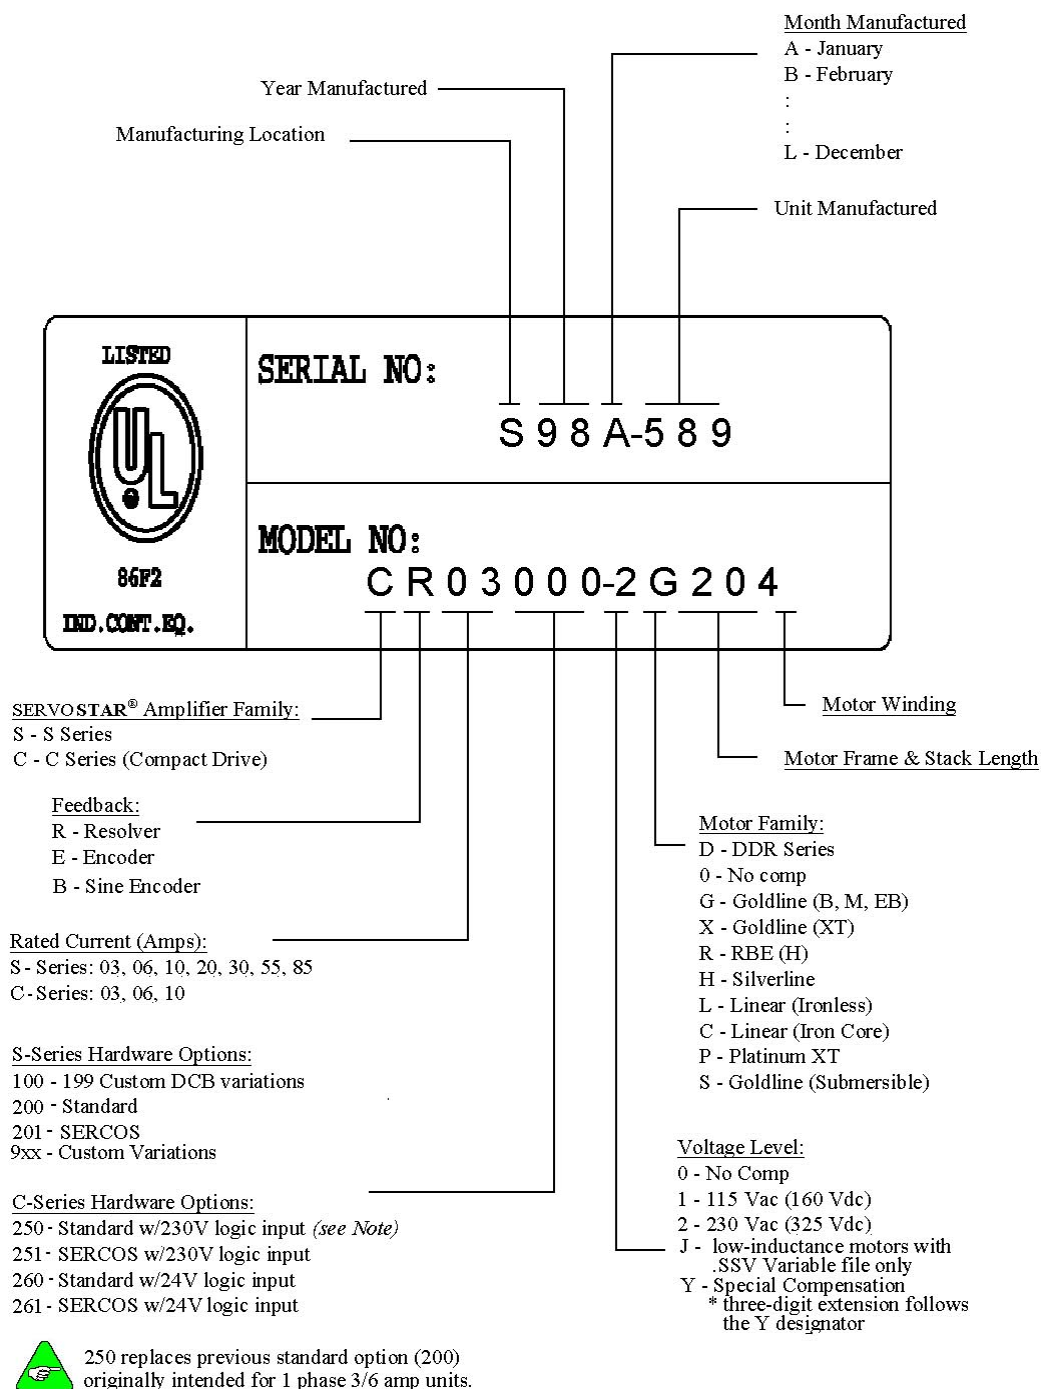 Month Manufactured
A - January
B - February
:
:
L - December
Year Manufactured
Manufacturing Location
Unit Manufactured
LISTED
UL
86F2
IND.CONT.EQ.
SERIAL NO:
S 9 8 A-5 8 9
MODEL NO:
C R 0 3 0 0 0-2 G 2 0 4
SERVOSTAR® Amplifier Family:
S - S Series
C - C Series (Compact Drive)
Feedback:
R - Resolver
E - Encoder
B - Sine Encoder
Rated Current (Amps):
S - Series: 03, 06, 10, 20, 30, 55, 85
C - Series: 03, 06, 10
S-Series Hardware Options:
100 - 199 Custom DCB variations
200 - Standard
201 - SERCOS
9xx - Custom Variations
C-Series Hardware Options:
250 - Standard w/230V logic input (see Note)
251 - SERCOS w/230V logic input
260 - Standard w/24V logic input
261 - SERCOS w/24V logic input
250 replaces previous standard option (200)
originally intended for 1 phase 3/6 amp units.
Motor Winding
Motor Frame & Stack Length
Motor Family:
D - DDR Series
0 - No comp
G - Goldline (B, M, EB)
X - Goldline (XT)
R - RBE (H)
H - Silverline
L - Linear (Ironless)
C - Linear (Iron Core)
P - Platinum XT
S - Goldline (Submersible)
Voltage Level:
0 - No Comp
1 - 115 Vac (160 Vdc)
2 - 230 Vac (325 Vdc)
J - low-inductance motors with
.SSV Variable file only
Y - Special Compensation
* three-digit extension follows
the Y designator